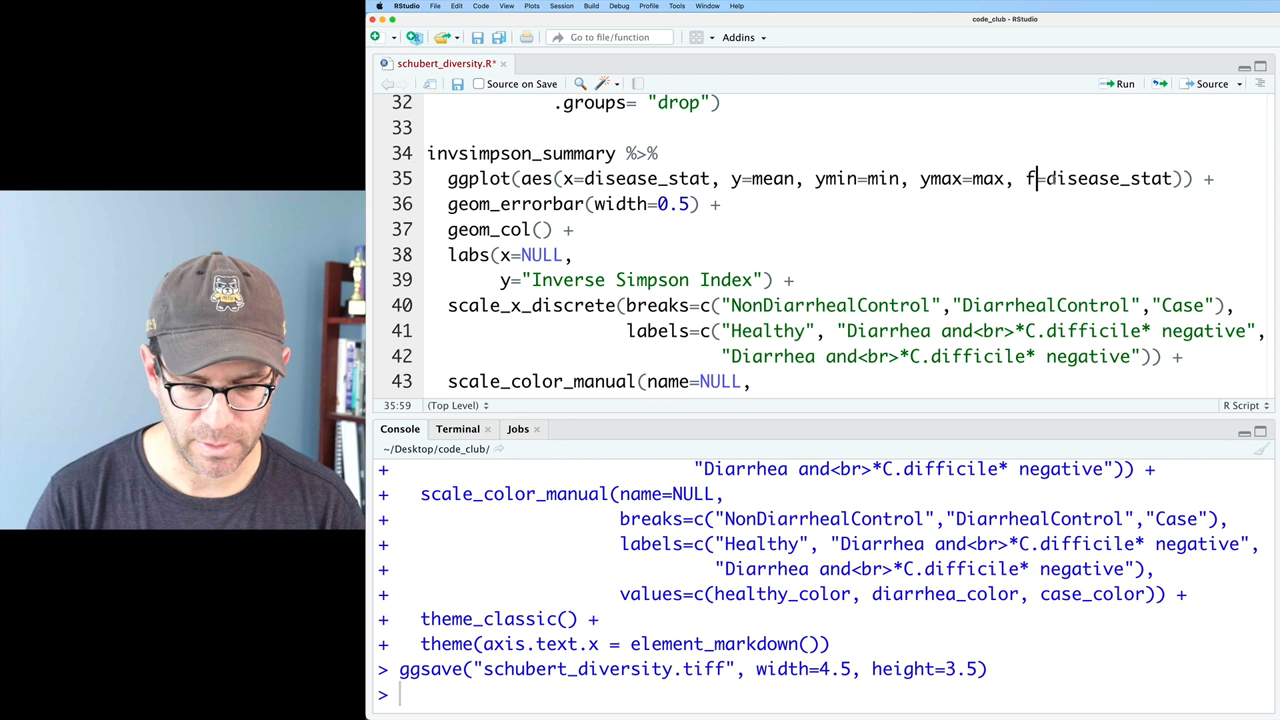 RStudio File Edit Code View Plots Session Build Debug Profile Tools Window Help
code_club - RStudio
Go to file/function Addins
schubert_diversity.R*
Source on Save Run Source
32 .groups= "drop")
33
34 invsimpson_summary %>%
35 ggplot(aes(x=disease_stat, y=mean, ymin=min, ymax=max, f=disease_stat)) +
36 geom_errorbar(width=0.5) +
37 geom_col() +
38 labs(x=NULL,
39 y="Inverse Simpson Index") +
40 scale_x_discrete(breaks=c("NonDiarrhealControl","DiarrhealControl","Case"),
41 labels=c("Healthy", "Diarrhea and<br>*C.difficile* negative",
42 "Diarrhea and<br>*C.difficile* negative")) +
43 scale_color_manual(name=NULL,
35:59 (Top Level) R Script
Console Terminal Jobs
~/Desktop/code_club/
+ "Diarrhea and<br>*C.difficile* negative")) +
+ scale_color_manual(name=NULL,
+ breaks=c("NonDiarrhealControl","DiarrhealControl","Case"),
+ labels=c("Healthy", "Diarrhea and<br>*C.difficile* negative",
+ "Diarrhea and<br>*C.difficile* negative"),
+ values=c(healthy_color, diarrhea_color, case_color)) +
+ theme_classic() +
+ theme(axis.text.x = element_markdown())
> ggsave("schubert_diversity.tiff", width=4.5, height=3.5)
>